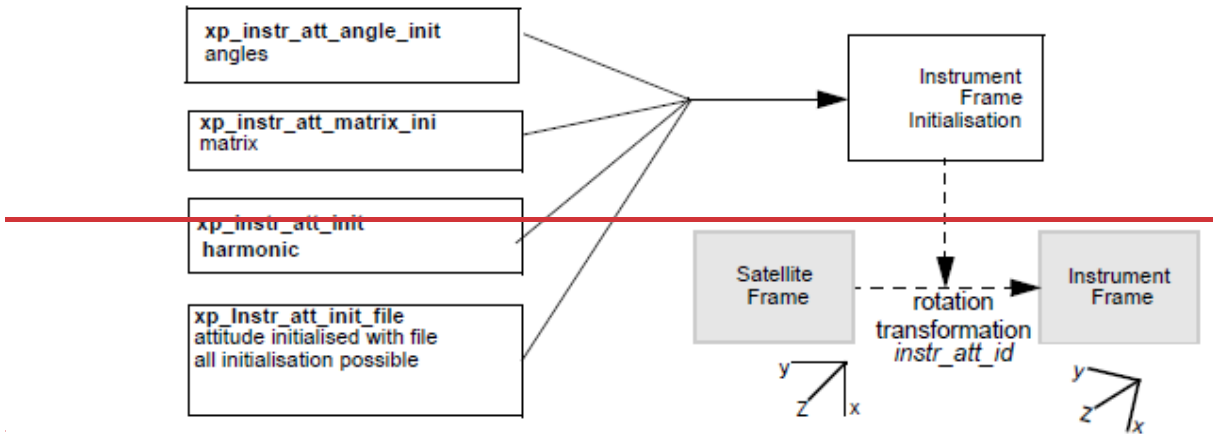 xp_instr_att_angle_init
angles
xp_instr_att_matrix_ini
matrix
xp_instr_att_init
harmonic
xp_Instr_att_init_file
attitude initialised with file
all initialisation possible
Instrument
Frame
Initialisation
Satellite
Frame
rotation
transformation
instr_att_id
Instrument
Frame
y
Z
x
y
Z
x